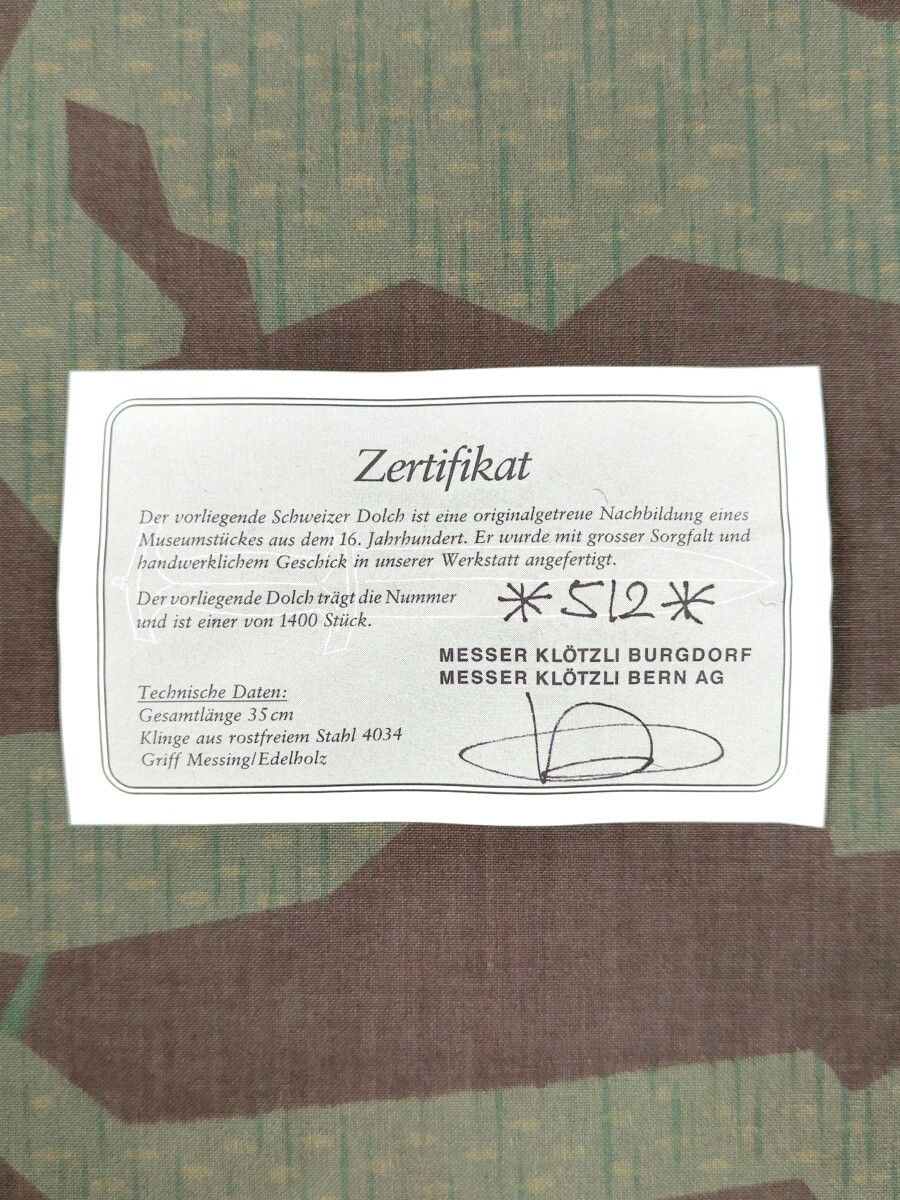 Zertifikat
Der vorliegende Schweizer Dolch ist eine originalgetreue Nachbildung eines
Museumstückes aus dem 16. Jahrhundert. Er wurde mit grosser Sorgfalt und
handwerklichem Geschick in unserer Werkstatt angefertigt.
Der vorliegende Dolch trägt die Nummer
und ist einer von 1400 Stück.
*512*
MESSER KLÖTZLI BURGDORF
MESSER KLÖTZLI BERN AG
Technische Daten:
Gesamtlänge 35 cm
Klinge aus rostfreiem Stahl 4034
Griff Messing/Edelholz